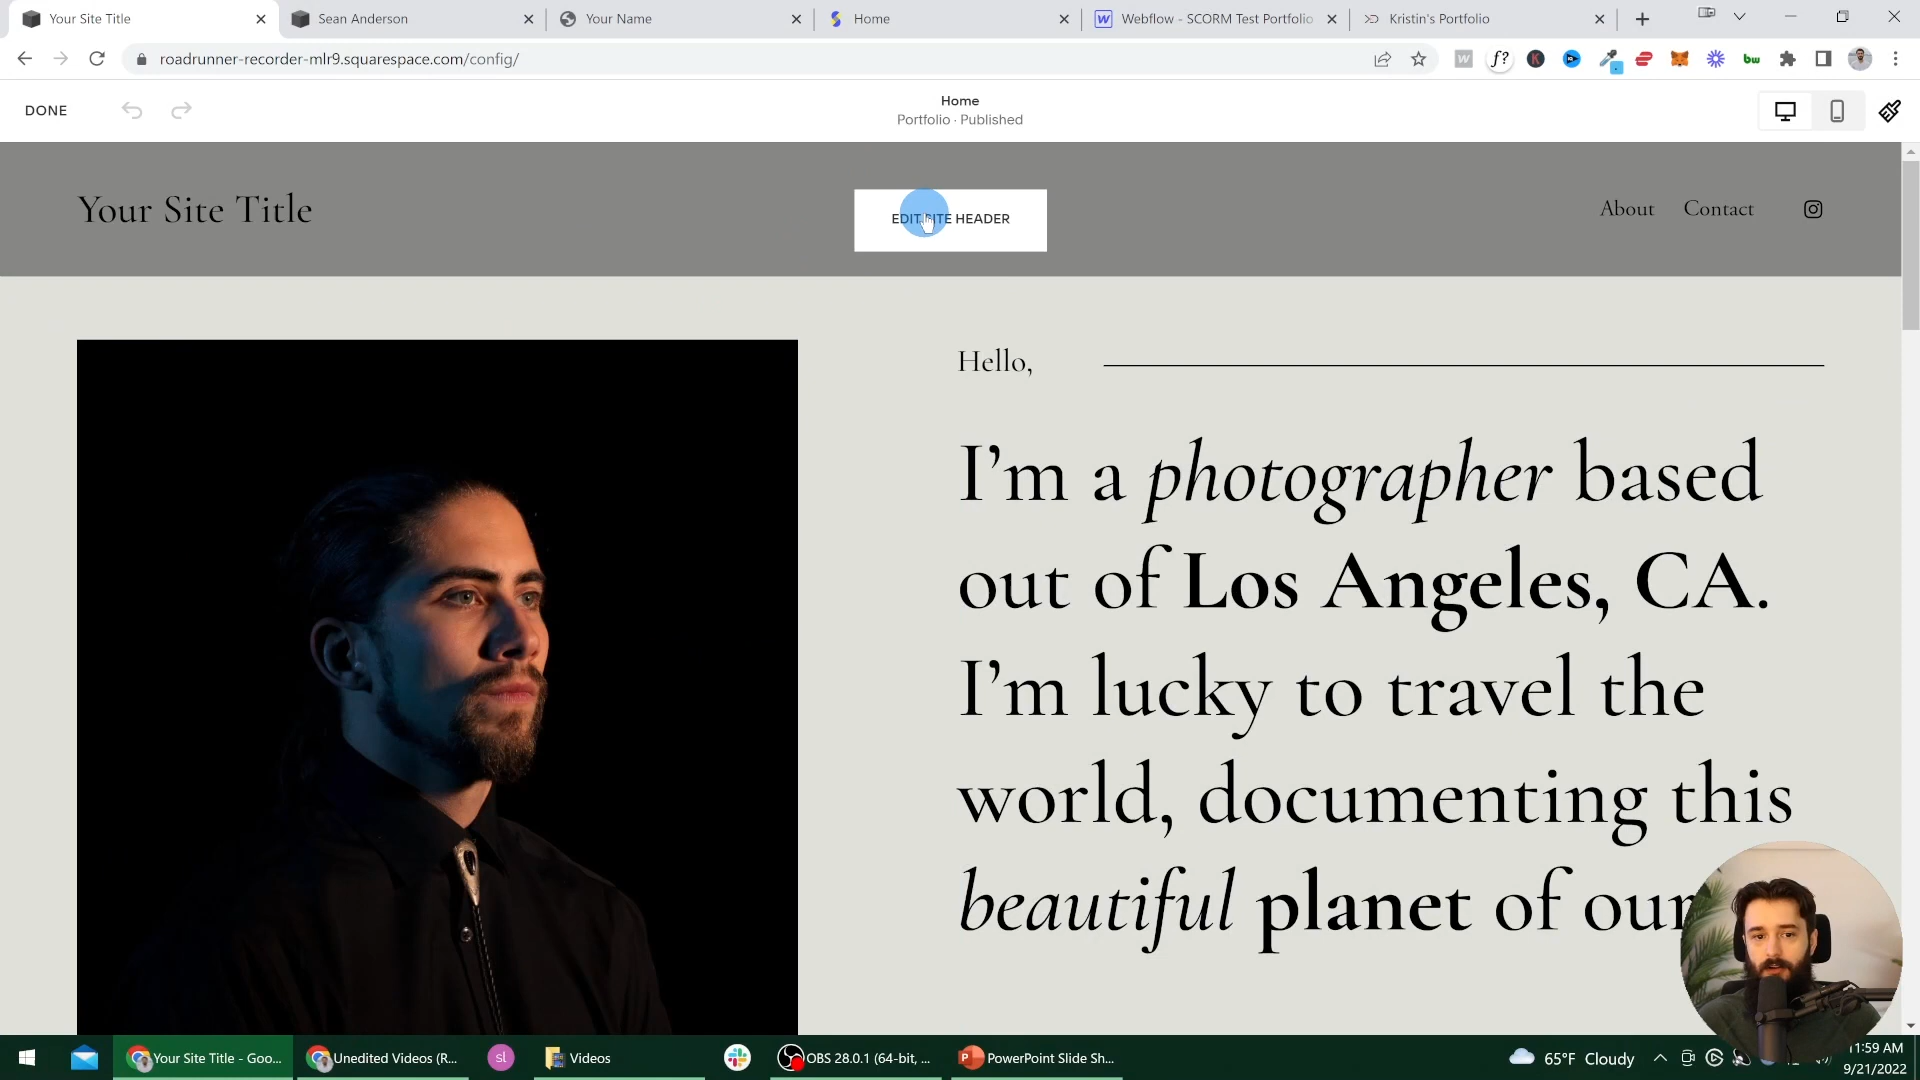 Your Site Title
Sean Anderson
Your Name
Home
Webflow - SCORM Test Portfolio
Kristin's Portfolio
roadrunner-recorder-mlr9.squarespace.com/config/
DONE
Home
Portfolio · Published
Your Site Title
EDIT SITE HEADER
About
Contact
Hello,
I’m a photographer based
out of Los Angeles, CA.
I’m lucky to travel the
world, documenting this
beautiful planet of our
Your Site Title - Goo...
Unedited Videos (R...
sl
Videos
OBS 28.0.1 (64-bit, ...
PowerPoint Slide Sh...
65°F Cloudy
11:59 AM
9/21/2022